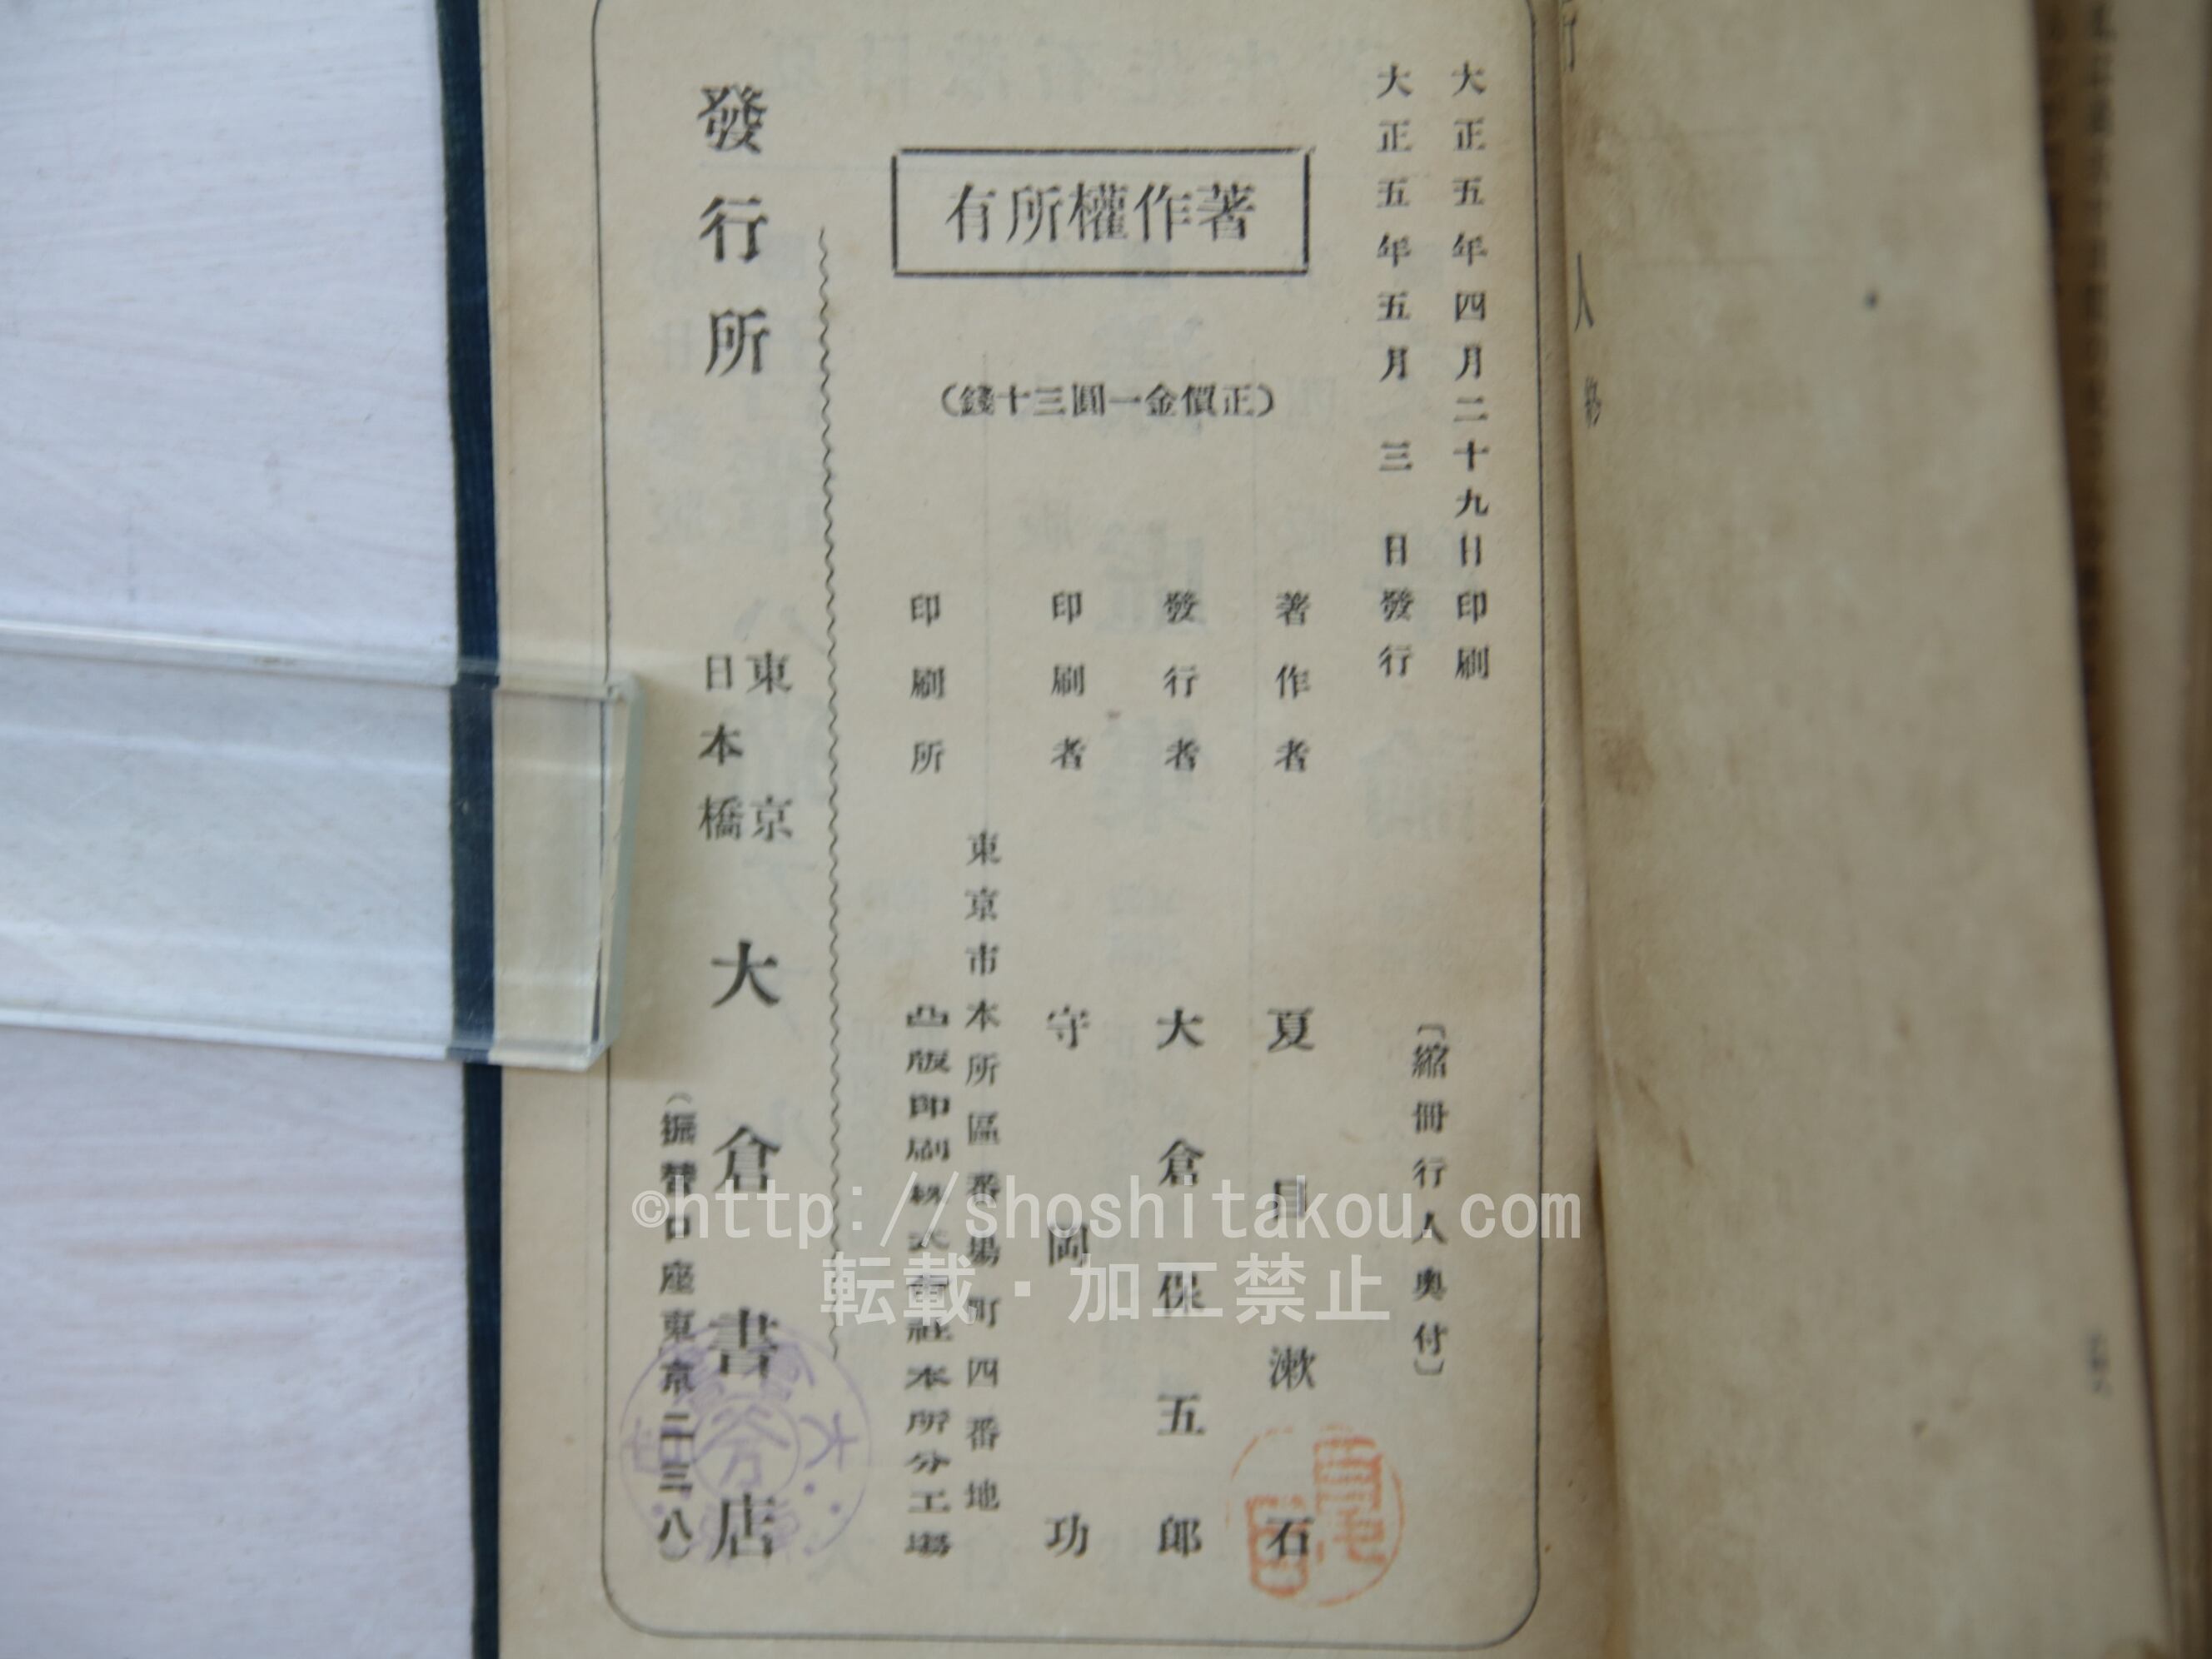 行人終
大正五年四月二十九日印刷
大正五年五月三日發行
〔縮冊行人奧付〕
著作權所有
(正價金一圓三十錢)
著作者 夏目漱石
發行者 大倉保五郎
印刷者 守岡功
東京市本所區番場町四番地
印刷所 凸版印刷株式會社本所分工場
發行所 東京日本橋 大倉書店
(振替口座東京二三八)
©http://shoshitakou.com
転載・加工禁止